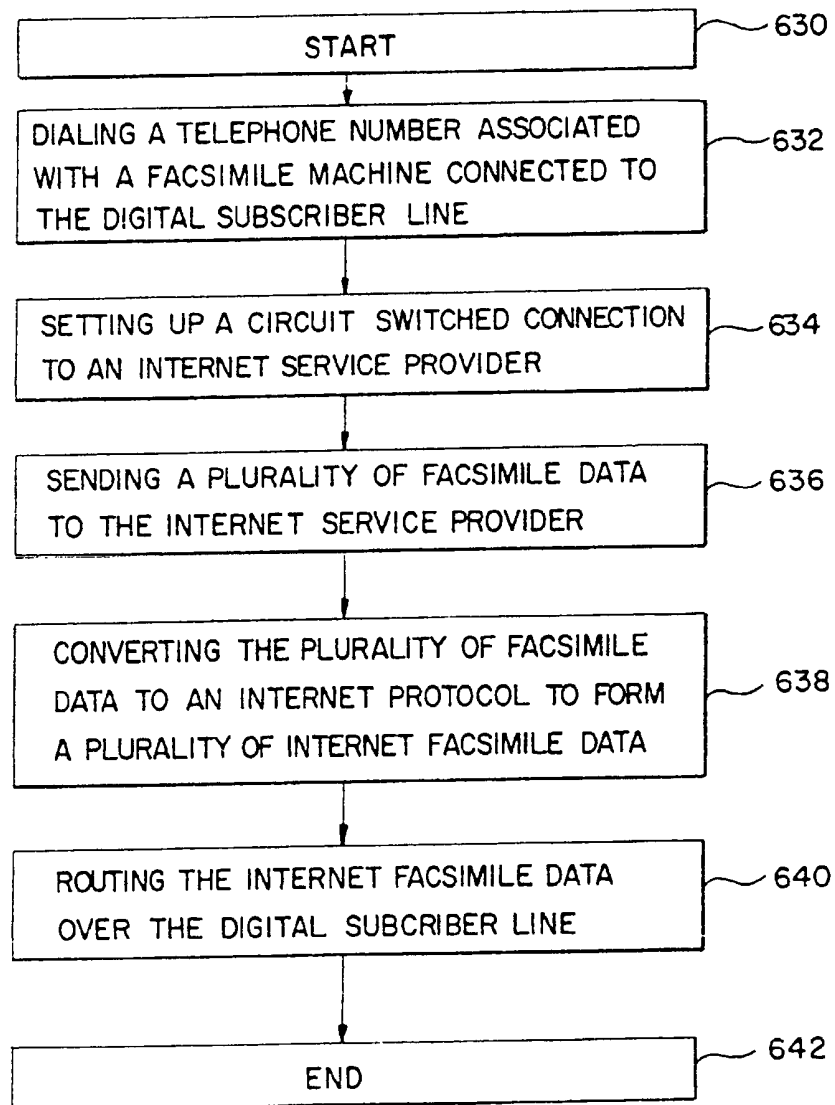 START
630
DIALING A TELEPHONE NUMBER ASSOCIATED
WITH A FACSIMILE MACHINE CONNECTED TO
THE DIGITAL SUBSCRIBER LINE
632
SETTING UP A CIRCUIT SWITCHED CONNECTION
TO AN INTERNET SERVICE PROVIDER
634
SENDING A PLURALITY OF FACSIMILE DATA
TO THE INTERNET SERVICE PROVIDER
636
CONVERTING THE PLURALITY OF FACSIMILE
DATA TO AN INTERNET PROTOCOL TO FORM
A PLURALITY OF INTERNET FACSIMILE DATA
638
ROUTING THE INTERNET FACSIMILE DATA
OVER THE DIGITAL SUBCRIBER LINE
640
END
642